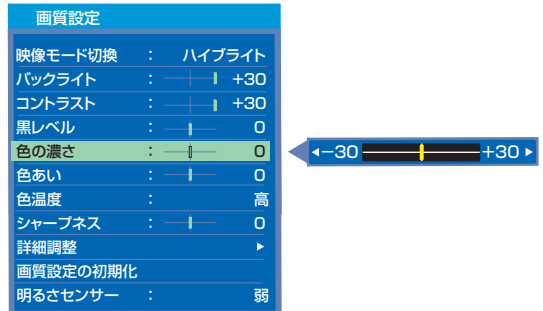 画質設定
映像モード切換 : ハイブライト
バックライト : +30
コントラスト : +30
黒レベル : 0
色の濃さ : 0
色あい : 0
色温度 : 高
シャープネス : 0
詳細調整
画質設定の初期化
明るさセンサー : 弱
−30 +30